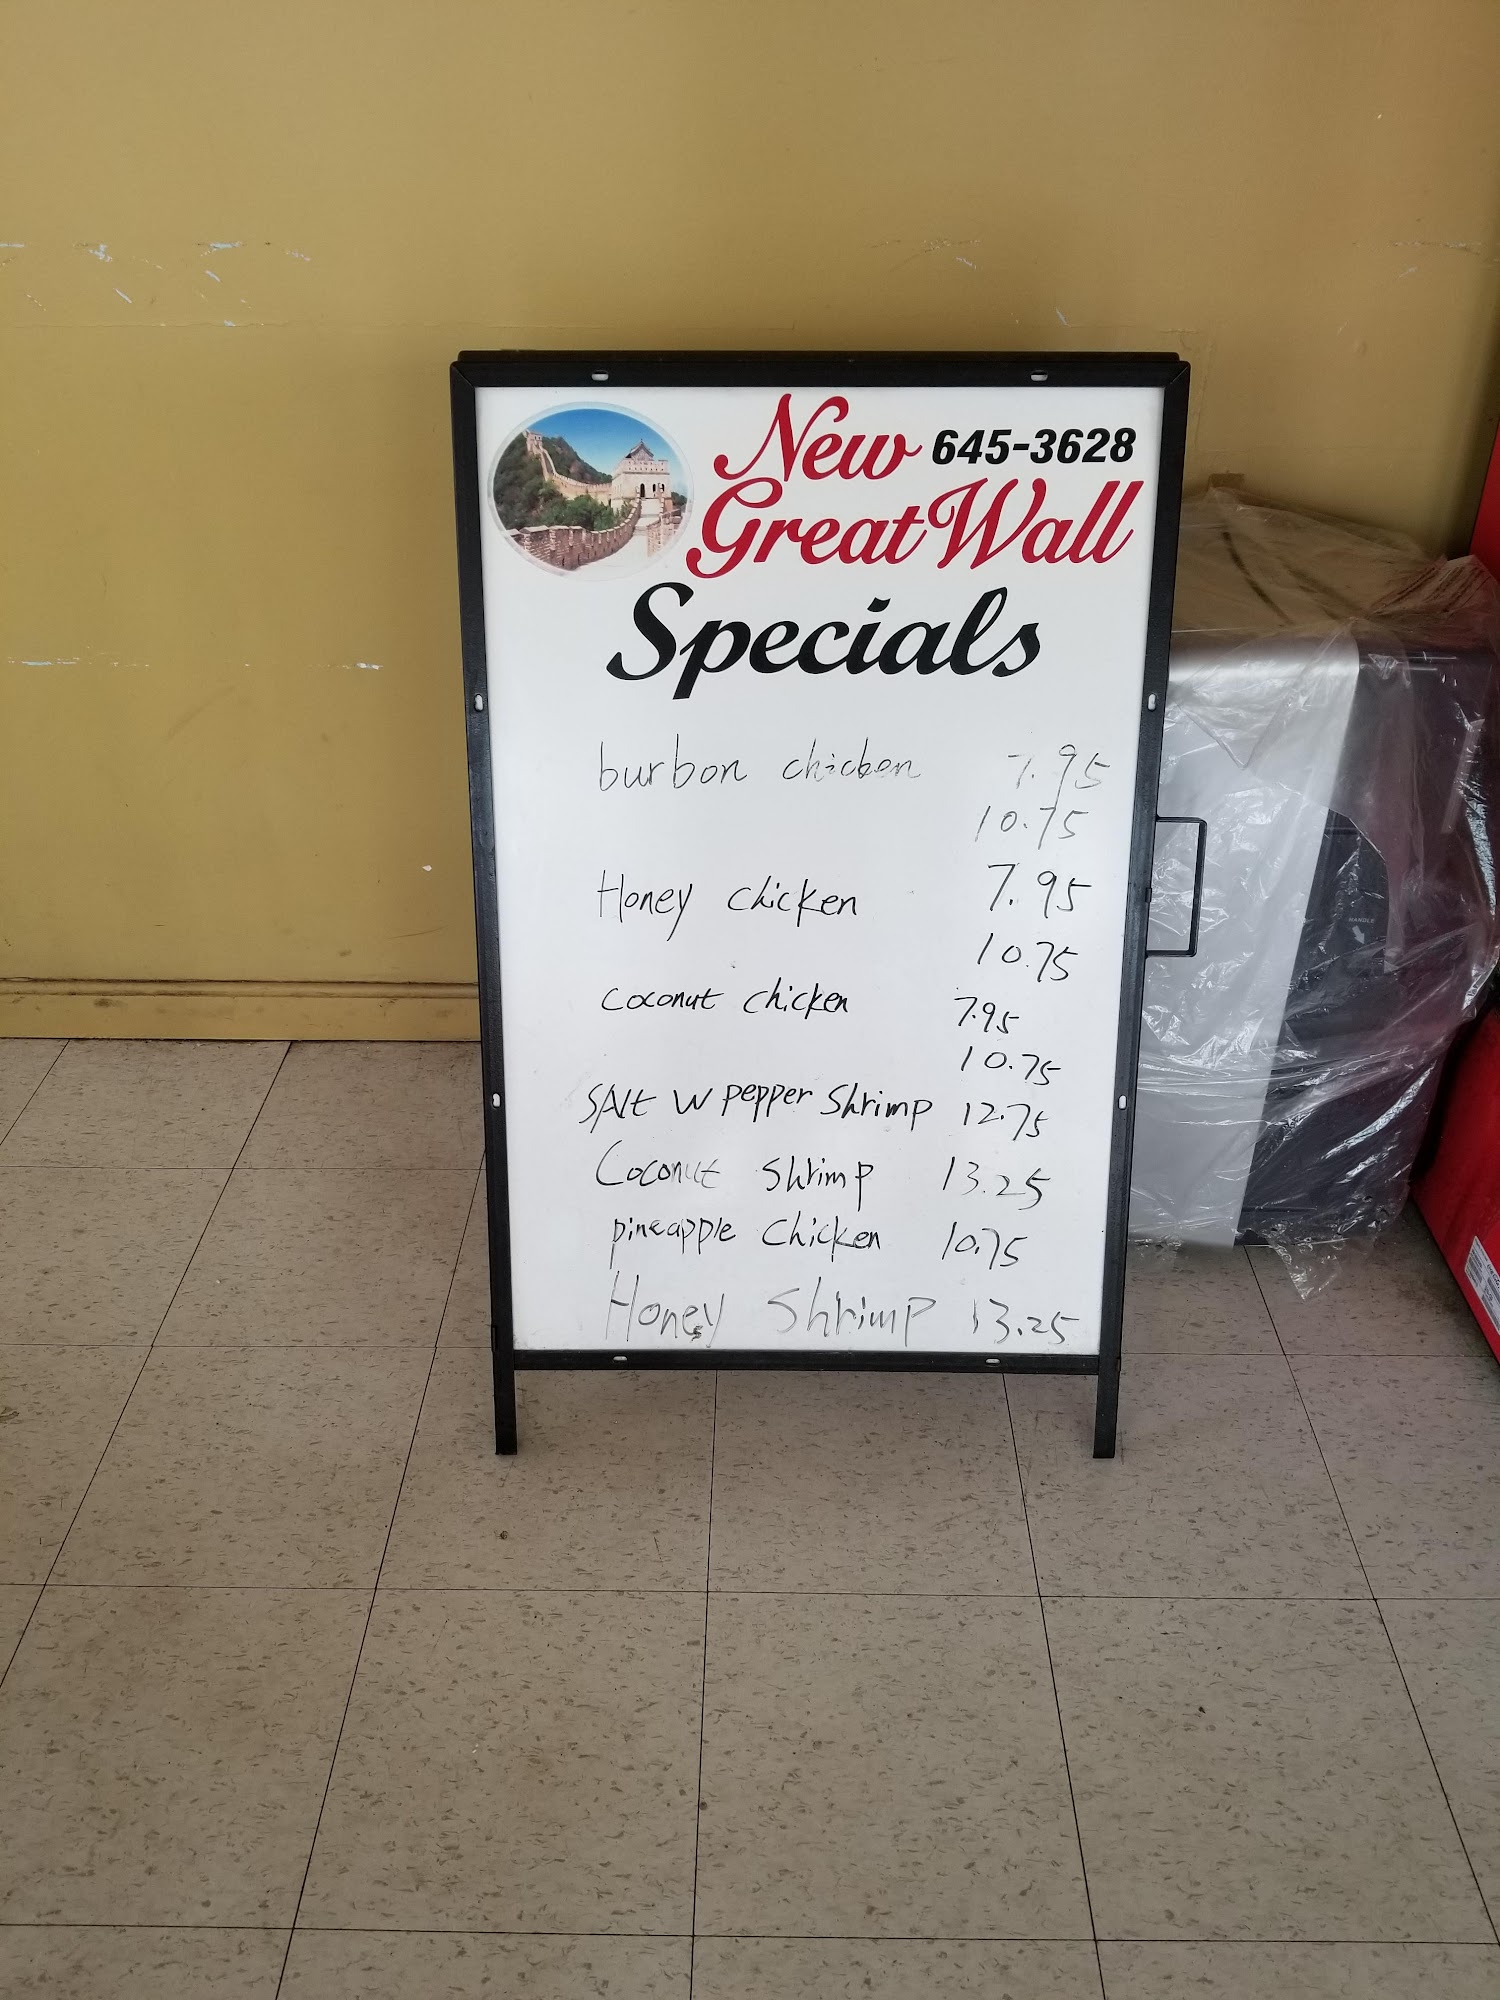 New 645-3628
Great Wall
Specials
burbon chicken 7.95
10.75
Honey chicken 7.95
10.75
coconut chicken 7.95
10.75
SAlt W pepper shrimp 12.75
Coconut shrimp 13.25
pineapple chicken 10.75
Honey shrimp 13.25
HANDLE